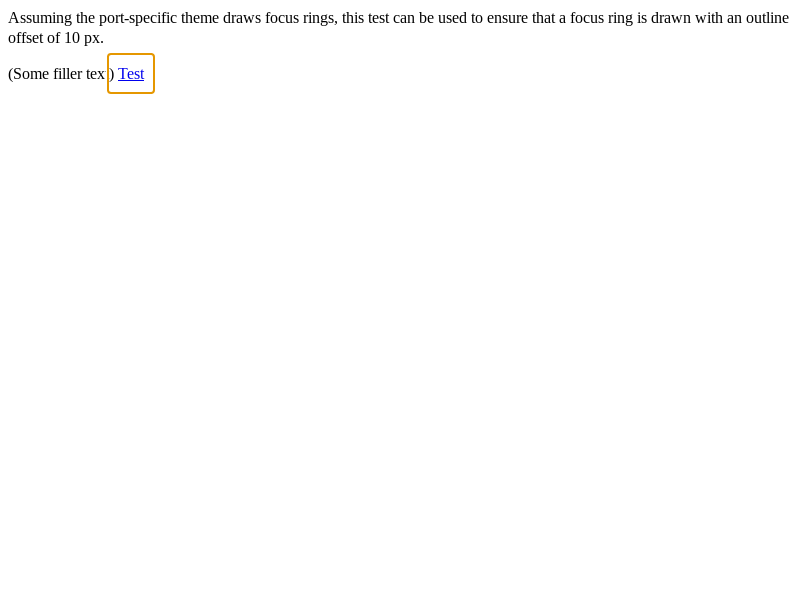 Assuming the port-specific theme draws focus rings, this test can be used to ensure that a focus ring is drawn with an outline
offset of 10 px.
(Some filler text) Test